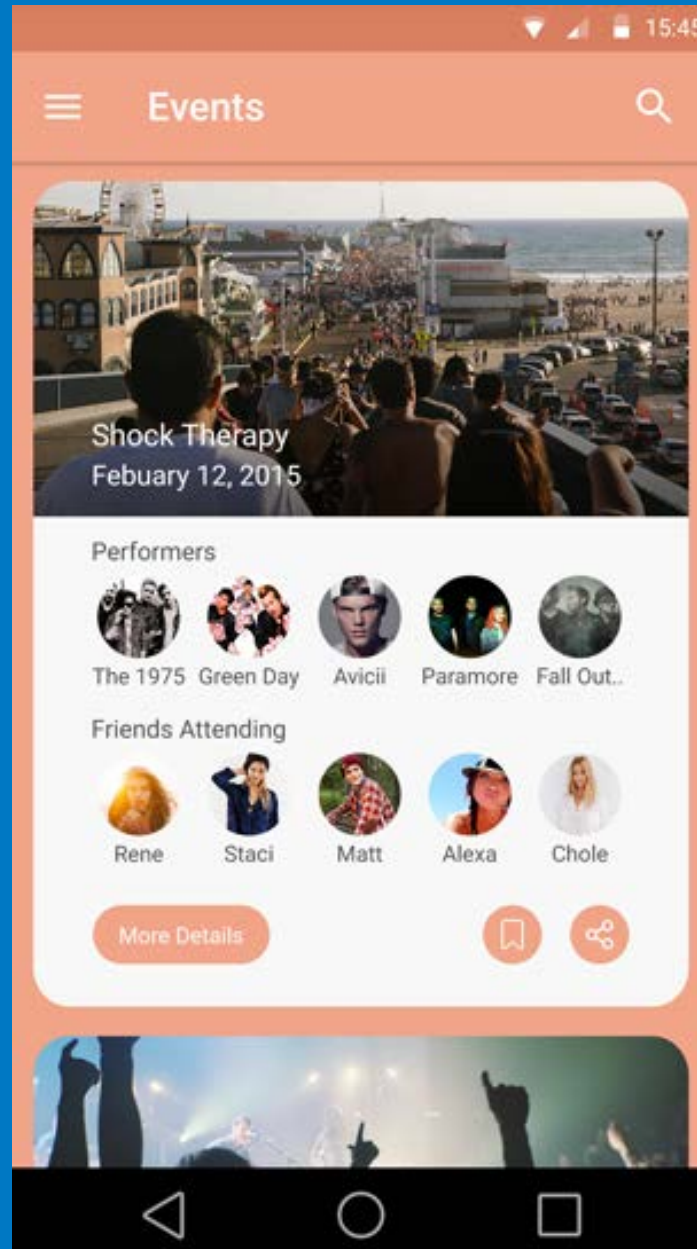 15:45
Events
Shock Therapy
Febuary 12, 2015
Performers
The 1975 Green Day Avicii Paramore Fall Out..
Friends Attending
Rene Staci Matt Alexa Chole
More Details